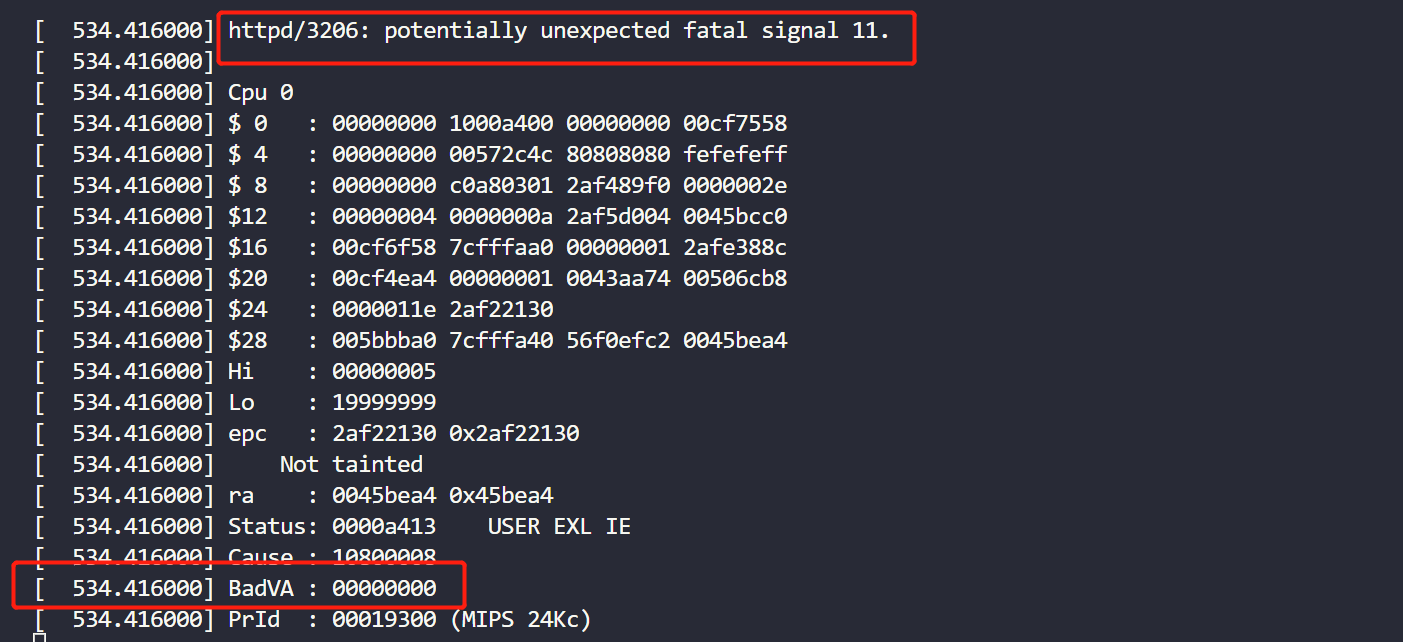 [  534.416000] httpd/3206: potentially unexpected fatal signal 11.
[  534.416000]
[  534.416000] Cpu 0
[  534.416000] $ 0   : 00000000 1000a400 00000000 00cf7558
[  534.416000] $ 4   : 00000000 00572c4c 80808080 fefefeff
[  534.416000] $ 8   : 00000000 c0a80301 2af489f0 0000002e
[  534.416000] $12   : 00000004 0000000a 2af5d004 0045bcc0
[  534.416000] $16   : 00cf6f58 7cfffaa0 00000001 2afe388c
[  534.416000] $20   : 00cf4ea4 00000001 0043aa74 00506cb8
[  534.416000] $24   : 0000011e 2af22130
[  534.416000] $28   : 005bbba0 7cfffa40 56f0efc2 0045bea4
[  534.416000] Hi    : 00000005
[  534.416000] Lo    : 19999999
[  534.416000] epc   : 2af22130 0x2af22130
[  534.416000]     Not tainted
[  534.416000] ra    : 0045bea4 0x45bea4
[  534.416000] Status: 0000a413    USER EXL IE
[  534.416000] Cause : 10800008
[  534.416000] BadVA : 00000000
[  534.416000] PrId  : 00019300 (MIPS 24Kc)